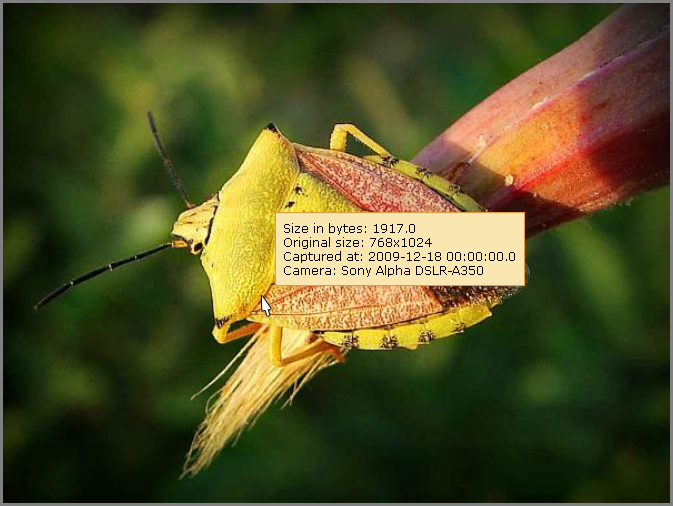 Size in bytes: 1917.0
Original size: 768x1024
Captured at: 2009-12-18 00:00:00.0
Camera: Sony Alpha DSLR-A350